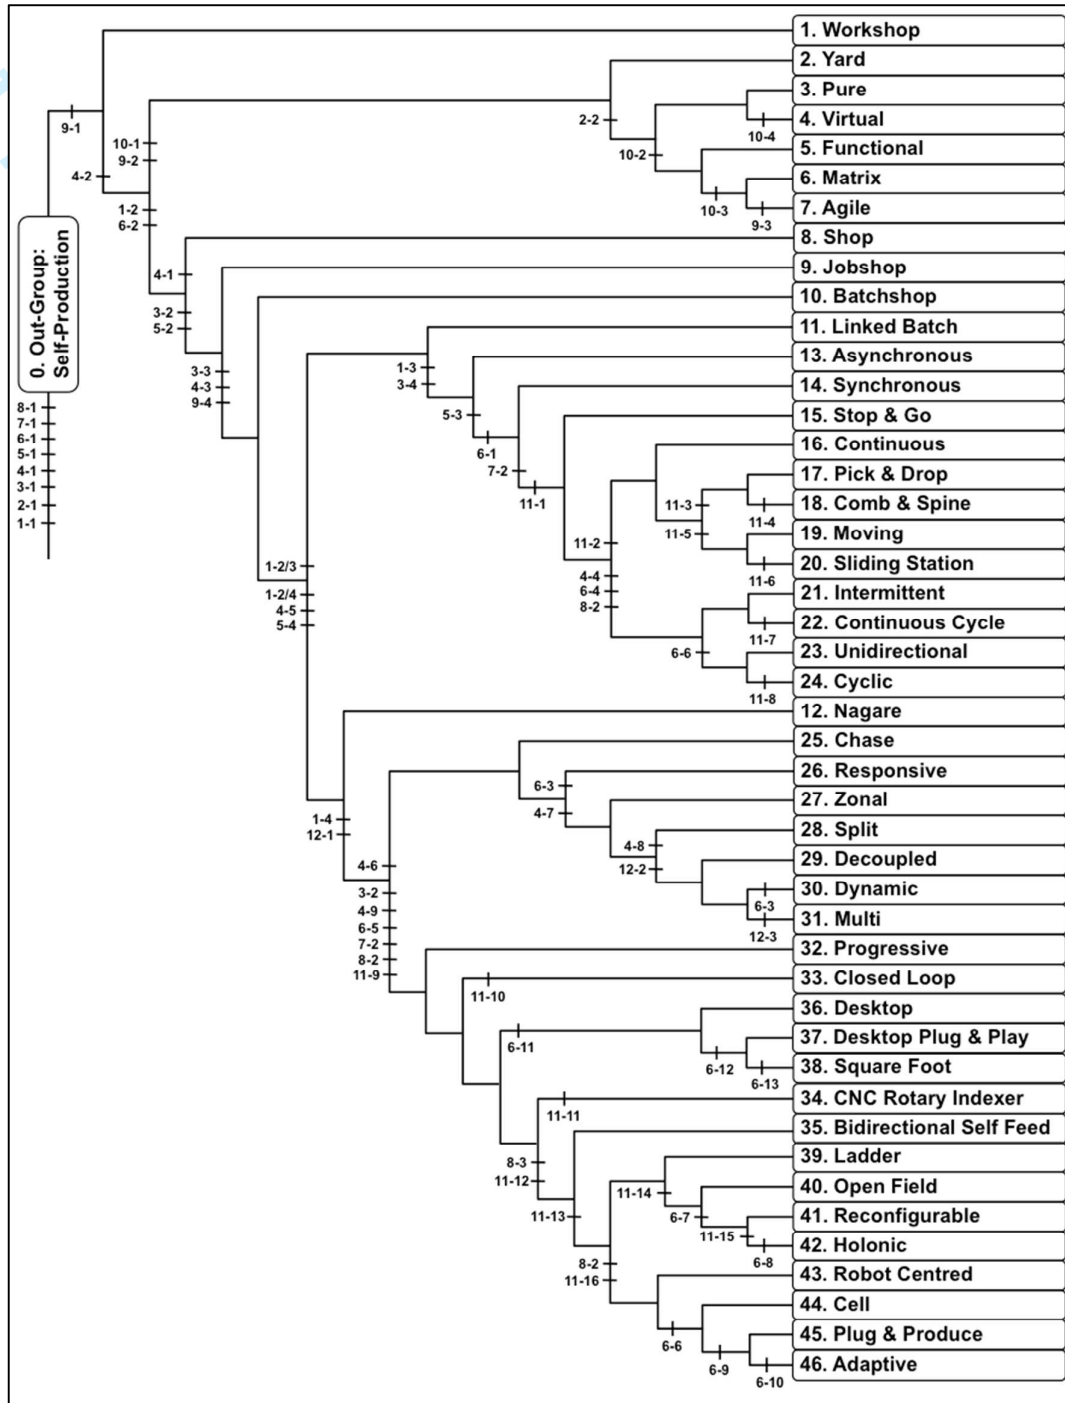 1. Workshop
2. Yard
3. Pure
2-2
4. Virtual
9-1
10-4
10-1
5. Functional
10-2
9-2
4-2
6. Matrix
1-2
10-3
7. Agile
6-2
9-3
0. Out-Group:
Self-Production
8. Shop
4-1
9. Jobshop
3-2
10. Batchshop
5-2
11. Linked Batch
13. Asynchronous
1-3
3-3
3-4
14. Synchronous
4-3
9-4
8-1
5-3
15. Stop & Go
7-1
6-1
6-1
16. Continuous
5-1
7-2
4-1
17. Pick & Drop
3-1
11-1
11-3
18. Comb & Spine
2-1
11-4
1-1
11-5
19. Moving
11-2
1-2/3
20. Sliding Station
4-4
11-6
1-2/4
6-4
21. Intermittent
4-5
8-2
5-4
22. Continuous Cycle
11-7
6-6
23. Unidirectional
24. Cyclic
11-8
12. Nagare
25. Chase
26. Responsive
6-3
27. Zonal
1-4
4-7
12-1
28. Split
4-8
4-6
29. Decoupled
12-2
3-2
30. Dynamic
4-9
6-3
6-5
31. Multi
7-2
12-3
8-2
32. Progressive
11-9
33. Closed Loop
11-10
36. Desktop
6-11
37. Desktop Plug & Play
6-12
38. Square Foot
6-13
34. CNC Rotary Indexer
11-11
35. Bidirectional Self Feed
8-3
39. Ladder
11-12
40. Open Field
11-14
11-13
6-7
41. Reconfigurable
11-15
42. Holonic
8-2
6-8
11-16
43. Robot Centred
44. Cell
6-6
45. Plug & Produce
6-9
46. Adaptive
6-10